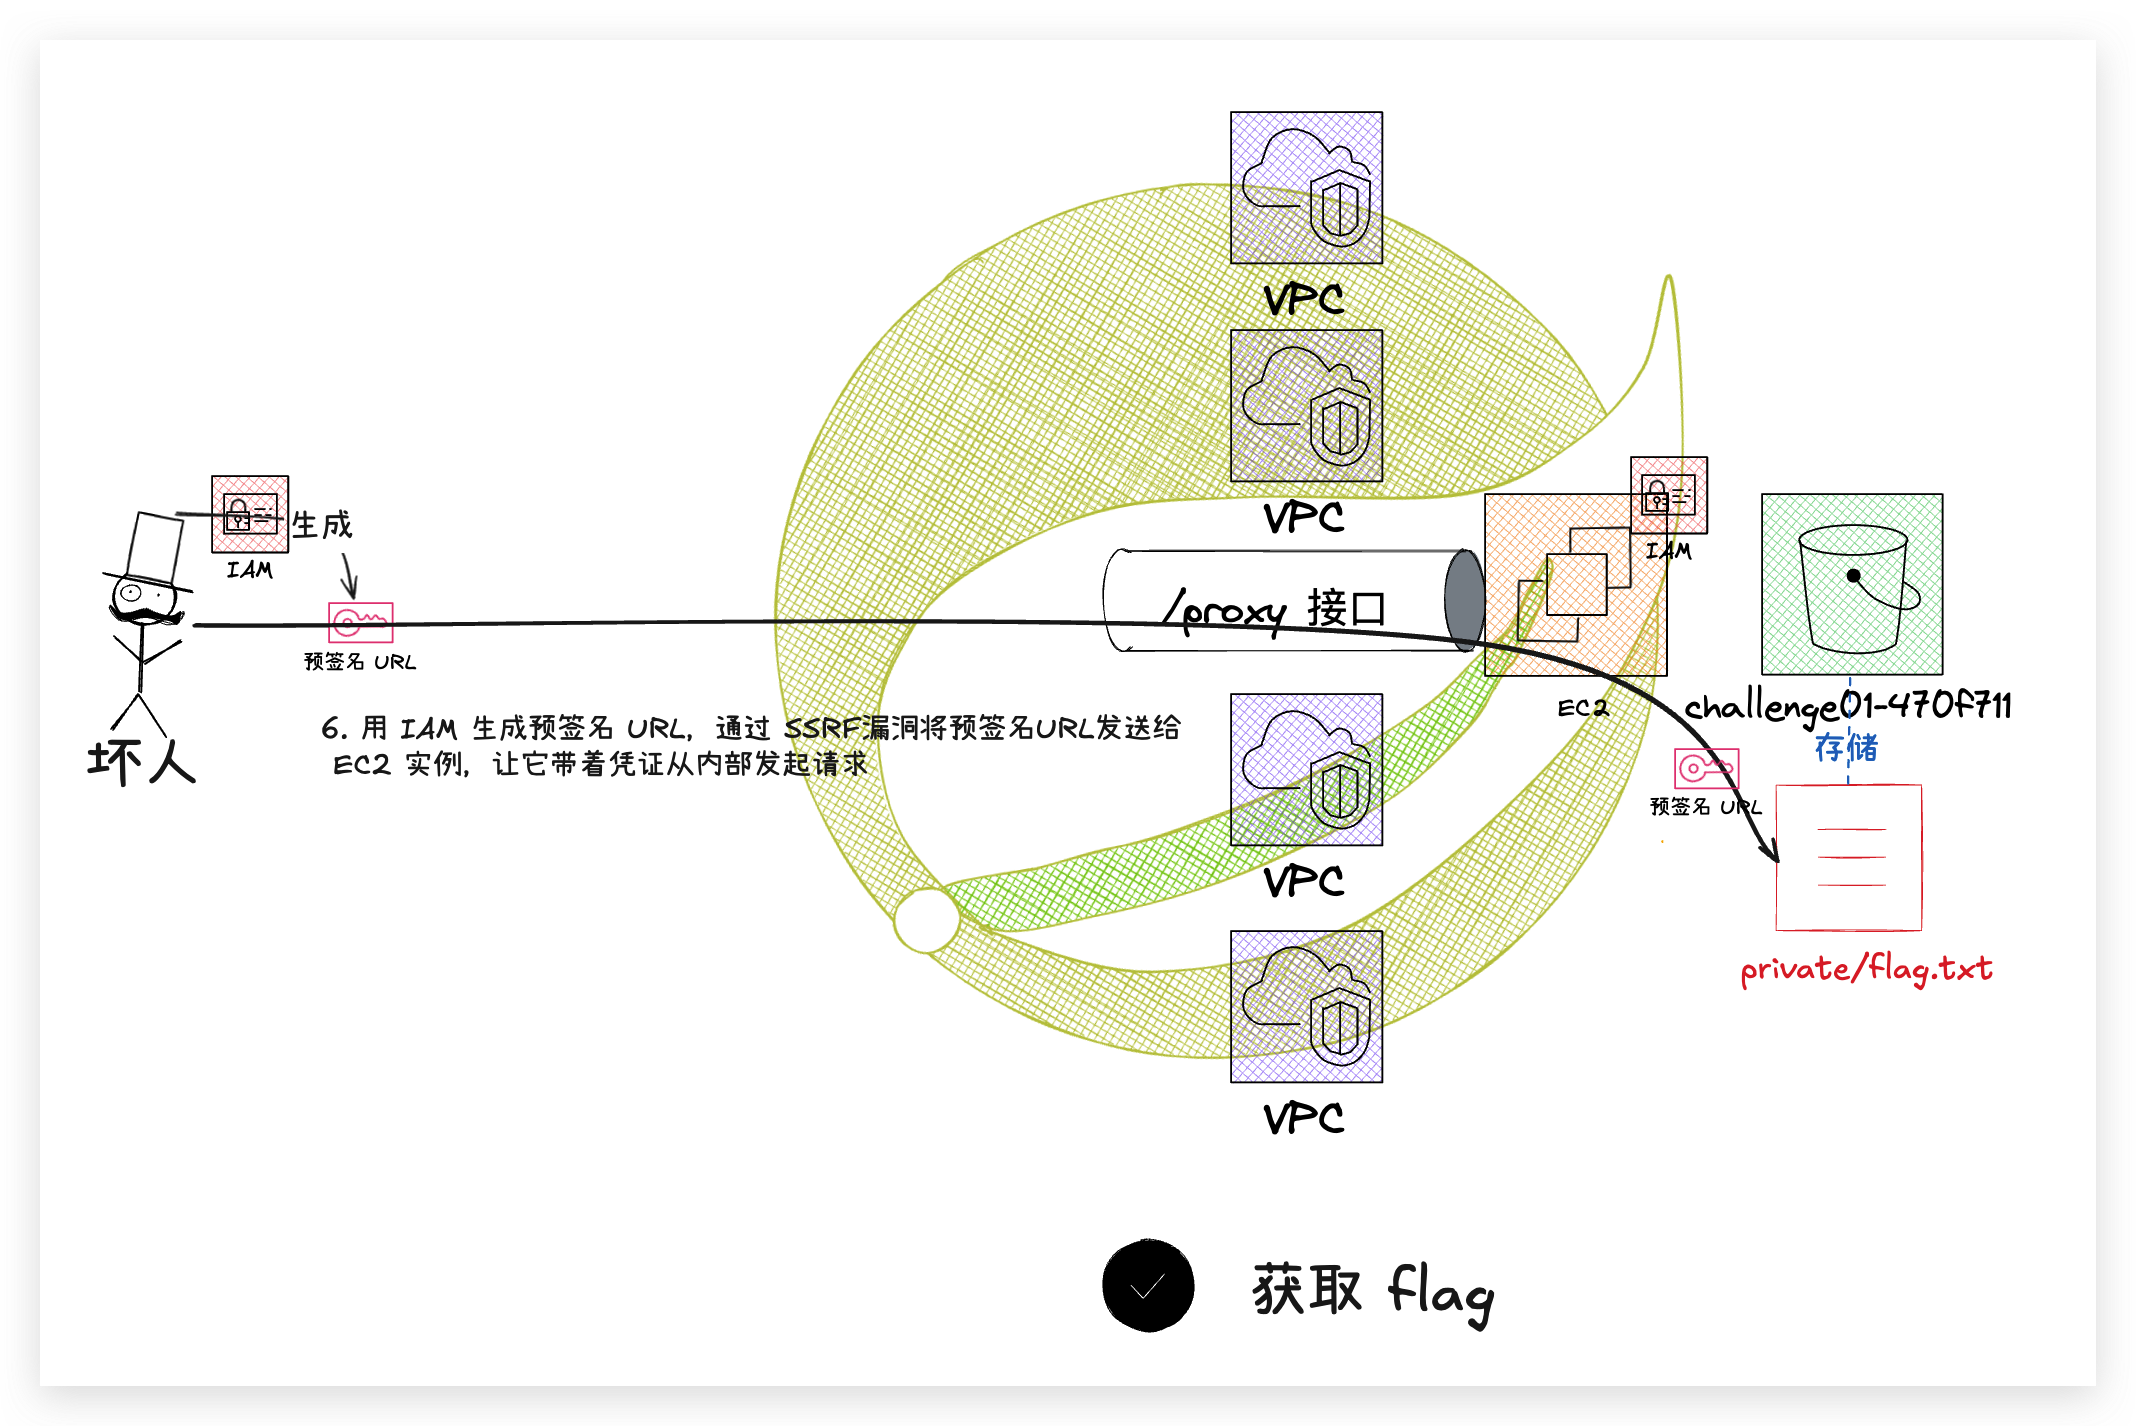 VPC
VPC
IAM
生成
IAM
/proxy 接口
预签名 URL
EC2
challenge01-470f711
存储
6. 用 IAM 生成预签名 URL，通过 SSRF漏洞将预签名URL发送给
EC2 实例，让它带着凭证从内部发起请求
坏人
预签名 URL
VPC
private/flag.txt
VPC
获取 flag